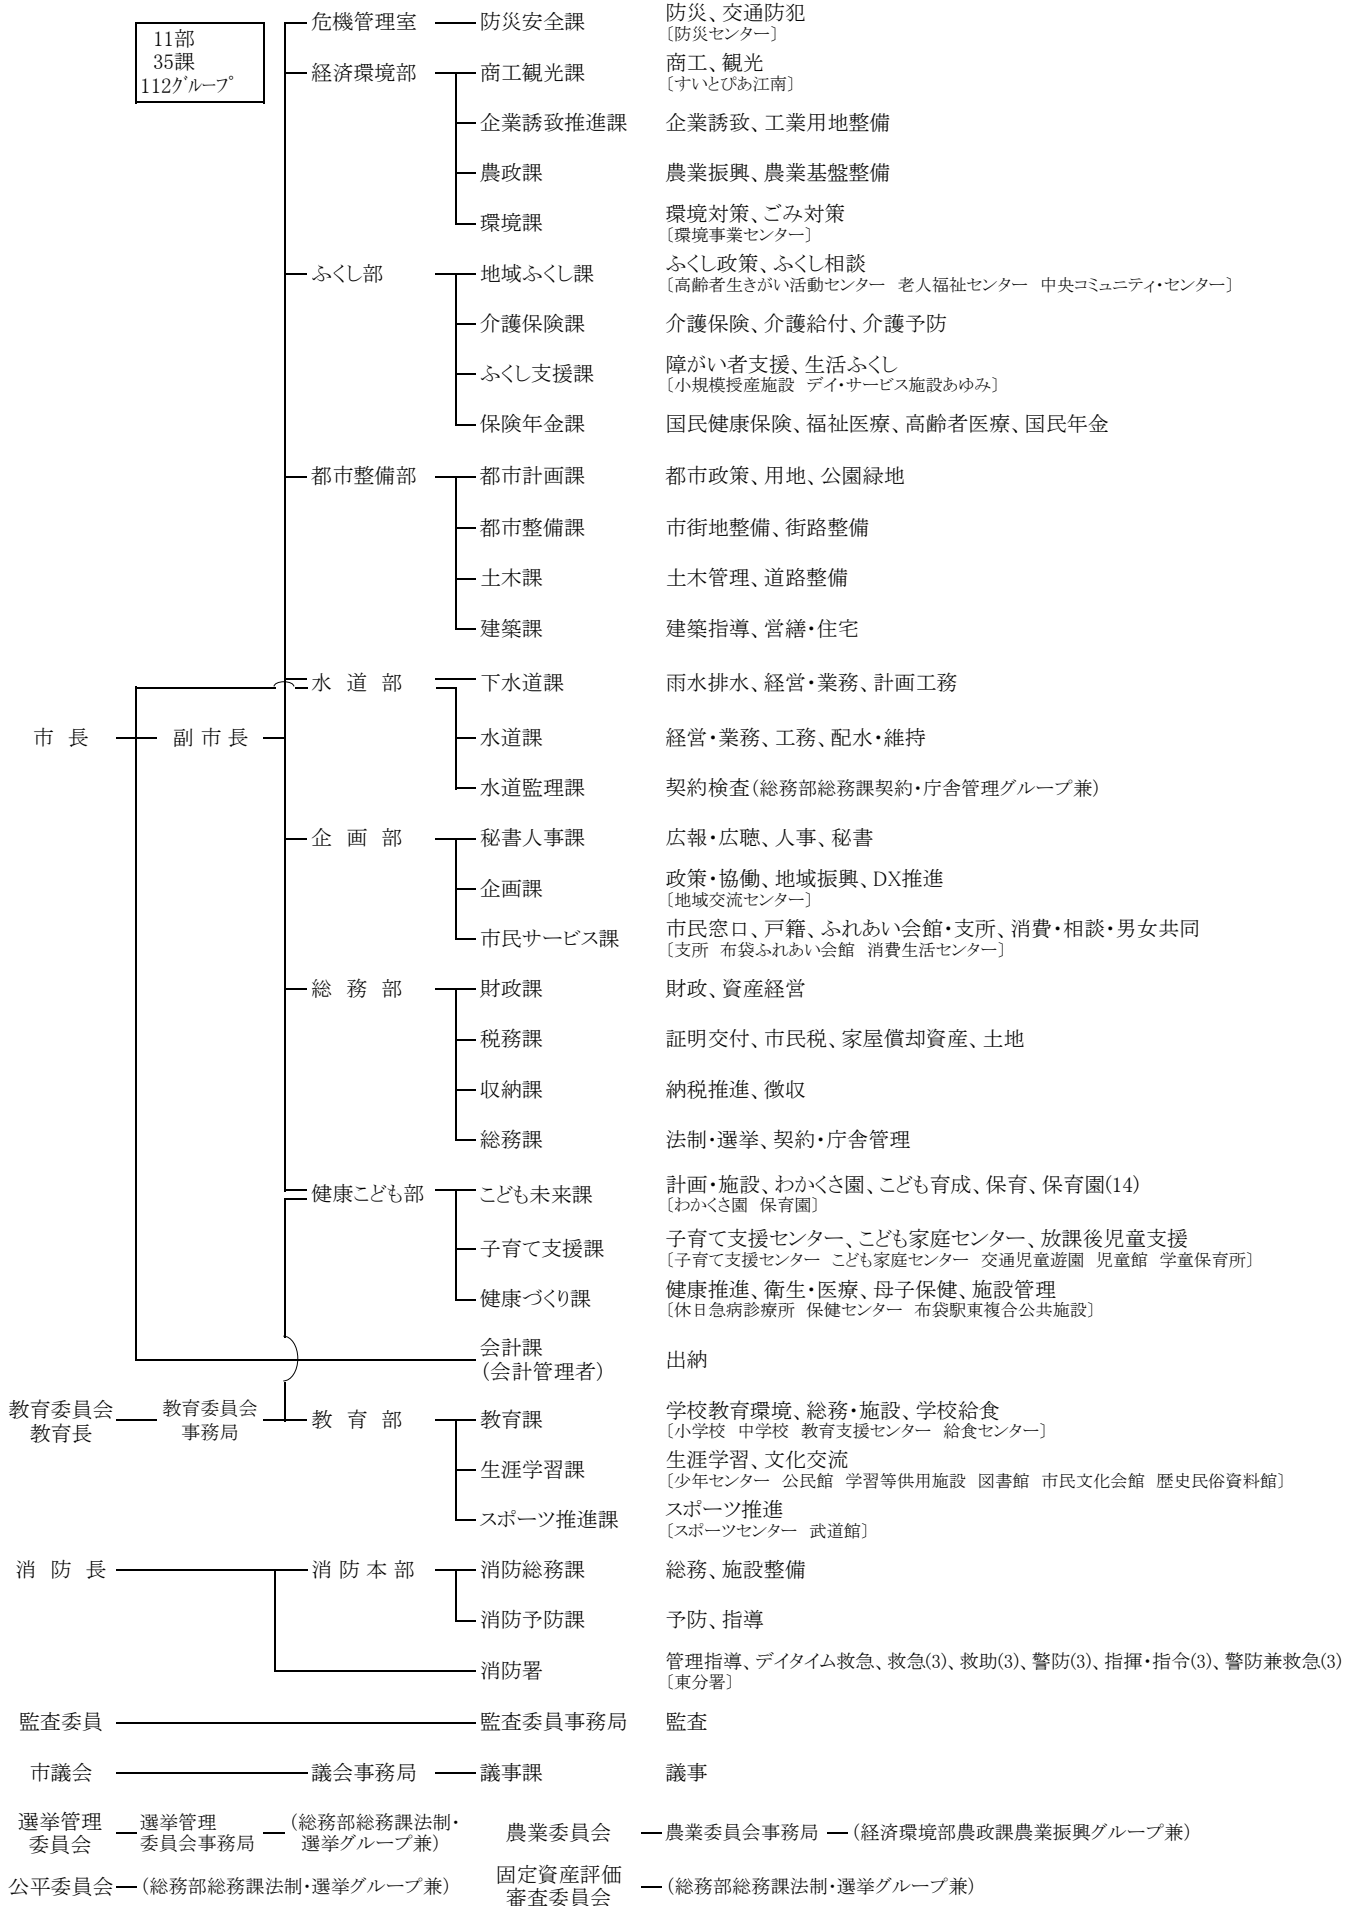 11部
35課
112グループ
危機管理室 防災安全課 防災、交通防犯
〔防災センター〕
経済環境部 商工観光課 商工、観光
〔すいとぴあ江南〕
企業誘致推進課 企業誘致、工業用地整備
農政課 農業振興、農業基盤整備
環境課 環境対策、ごみ対策
〔環境事業センター〕
ふくし部 地域ふくし課 ふくし政策、ふくし相談
〔高齢者生きがい活動センター 老人福祉センター 中央コミュニティ・センター〕
介護保険課 介護保険、介護給付、介護予防
ふくし支援課 障がい者支援、生活ふくし
〔小規模授産施設 デイ・サービス施設あゆみ〕
保険年金課 国民健康保険、福祉医療、高齢者医療、国民年金
都市整備部 都市計画課 都市政策、用地、公園緑地
都市整備課 市街地整備、街路整備
土木課 土木管理、道路整備
建築課 建築指導、営繕・住宅
水道部 下水道課 雨水排水、経営・業務、計画工務
市長 副市長 水道課 経営・業務、工務、配水・維持
水道監理課 契約検査(総務部総務課契約・庁舎管理グループ兼)
企画部 秘書人事課 広報・広聴、人事、秘書
企画課 政策・協働、地域振興、DX推進
〔地域交流センター〕
市民サービス課 市民窓口、戸籍、ふれあい会館・支所、消費・相談・男女共同
〔支所 布袋ふれあい会館 消費生活センター〕
総務部 財政課 財政、資産経営
税務課 証明交付、市民税、家屋償却資産、土地
収納課 納税推進、徴収
総務課 法制・選挙、契約・庁舎管理
健康こども部 こども未来課 計画・施設、わかくさ園、こども育成、保育、保育園(14)
〔わかくさ園 保育園〕
子育て支援課 子育て支援センター、こども家庭センター、放課後児童支援
〔子育て支援センター こども家庭センター 交通児童遊園 児童館 学童保育所〕
健康づくり課 健康推進、衛生・医療、母子保健、施設管理
〔休日急病診療所 保健センター 布袋駅東複合公共施設〕
会計課
(会計管理者) 出納
教育委員会
教育長 教育委員会
事務局 教育部 教育課 学校教育環境、総務・施設、学校給食
〔小学校 中学校 教育支援センター 給食センター〕
生涯学習課 生涯学習、文化交流
〔少年センター 公民館 学習等供用施設 図書館 市民文化会館 歴史民俗資料館〕
スポーツ推進課 スポーツ推進
〔スポーツセンター 武道館〕
消防長 消防本部 消防総務課 総務、施設整備
消防予防課 予防、指導
消防署 管理指導、デイタイム救急、救急(3)、救助(3)、警防(3)、指揮・指令(3)、警防兼救急(3)
〔東分署〕
監査委員 監査委員事務局 監査
市議会 議会事務局 議事課 議事
選挙管理
委員会 選挙管理
委員会事務局 (総務部総務課法制・
選挙グループ兼)
農業委員会 農業委員会事務局 (経済環境部農政課農業振興グループ兼)
公平委員会 (総務部総務課法制・選挙グループ兼)
固定資産評価
審査委員会 (総務部総務課法制・選挙グループ兼)